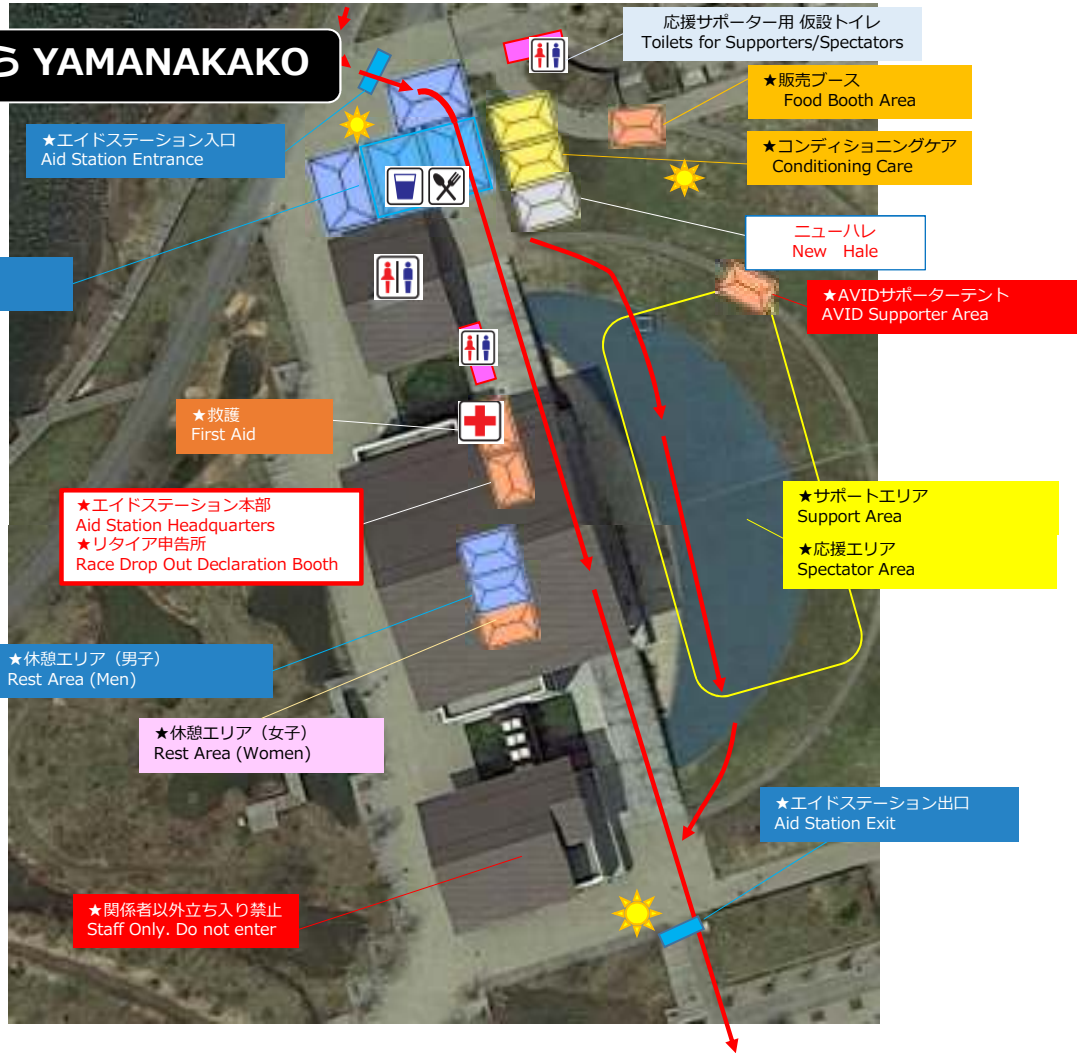 応援サポーター用 仮設トイレ
Toilets for Supporters/Spectators
YAMANAKAKO
★販売ブース
Food Booth Area
★エイドステーション入口
Aid Station Entrance
★コンディショニングケア
Conditioning Care
ニューハレ
New Hale
★AVIDサポーターテント
AVID Supporter Area
★救護
First Aid
★エイドステーション本部
Aid Station Headquarters
★リタイア申告所
Race Drop Out Declaration Booth
★サポートエリア
Support Area
★応援エリア
Spectator Area
★休憩エリア（男子）
Rest Area (Men)
★休憩エリア（女子）
Rest Area (Women)
★エイドステーション出口
Aid Station Exit
★関係者以外立ち入り禁止
Staff Only. Do not enter